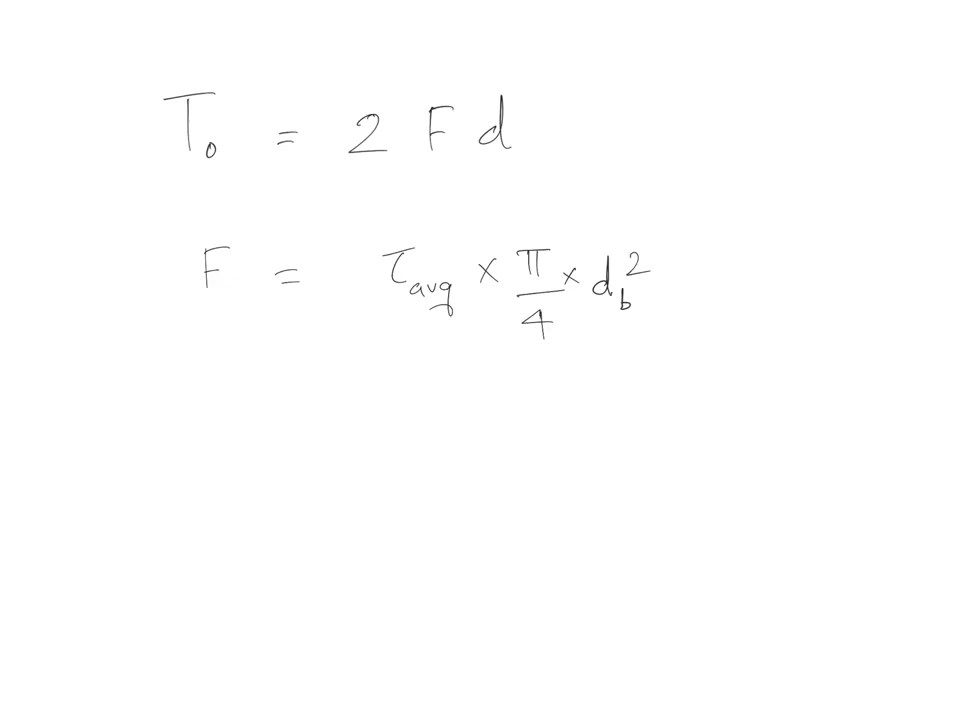 T₀ = 2 F d
F = τ_avg × π/4 × d_b²